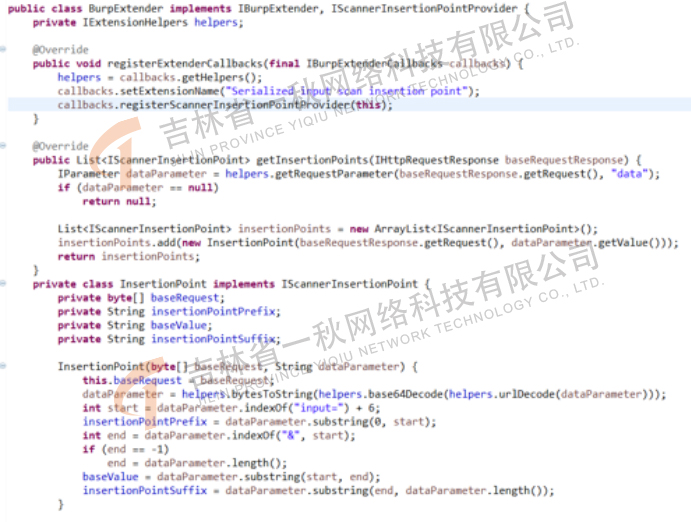 public class BurpExtender implements IBurpExtender, IScannerInsertionPointProvider {
private IExtensionHelpers helpers;
@Override
public void registerExtenderCallbacks(final IBurpExtenderCallbacks callbacks) {
helpers = callbacks.getHelpers();
callbacks.setExtensionName("Serialized input scan insertion point");
callbacks.registerScannerInsertionPointProvider(this);
}
@Override
public List<IScannerInsertionPoint> getInsertionPoints(IHttpRequestResponse baseRequestResponse) {
IParameter dataParameter = helpers.getRequestParameter(baseRequestResponse.getRequest(), "data");
if (dataParameter == null)
return null;
List<IScannerInsertionPoint> insertionPoints = new ArrayList<IScannerInsertionPoint>();
insertionPoints.add(new InsertionPoint(baseRequestResponse.getRequest(), dataParameter.getValue()));
return insertionPoints;
}
private class InsertionPoint implements IScannerInsertionPoint {
private byte[] baseRequest;
private String insertionPointPrefix;
private String baseValue;
private String insertionPointSuffix;
InsertionPoint(byte[] baseRequest, String dataParameter) {
this.baseRequest = baseRequest;
dataParameter = helpers.bytesToString(helpers.base64Decode(helpers.urlDecode(dataParameter)));
int start = dataParameter.indexOf("input=") + 6;
insertionPointPrefix = dataParameter.substring(0, start);
int end = dataParameter.indexOf("&", start);
if (end == -1)
end = dataParameter.length();
baseValue = dataParameter.substring(start, end);
insertionPointSuffix = dataParameter.substring(end, dataParameter.length());
}
吉林省一秋网络科技有限公司
JILIN PROVINCE YIQIU NETWORK TECHNOLOGY CO., LTD.
吉林省一秋网络科技有限公司
JILIN PROVINCE YIQIU NETWORK TECHNOLOGY CO., LTD.